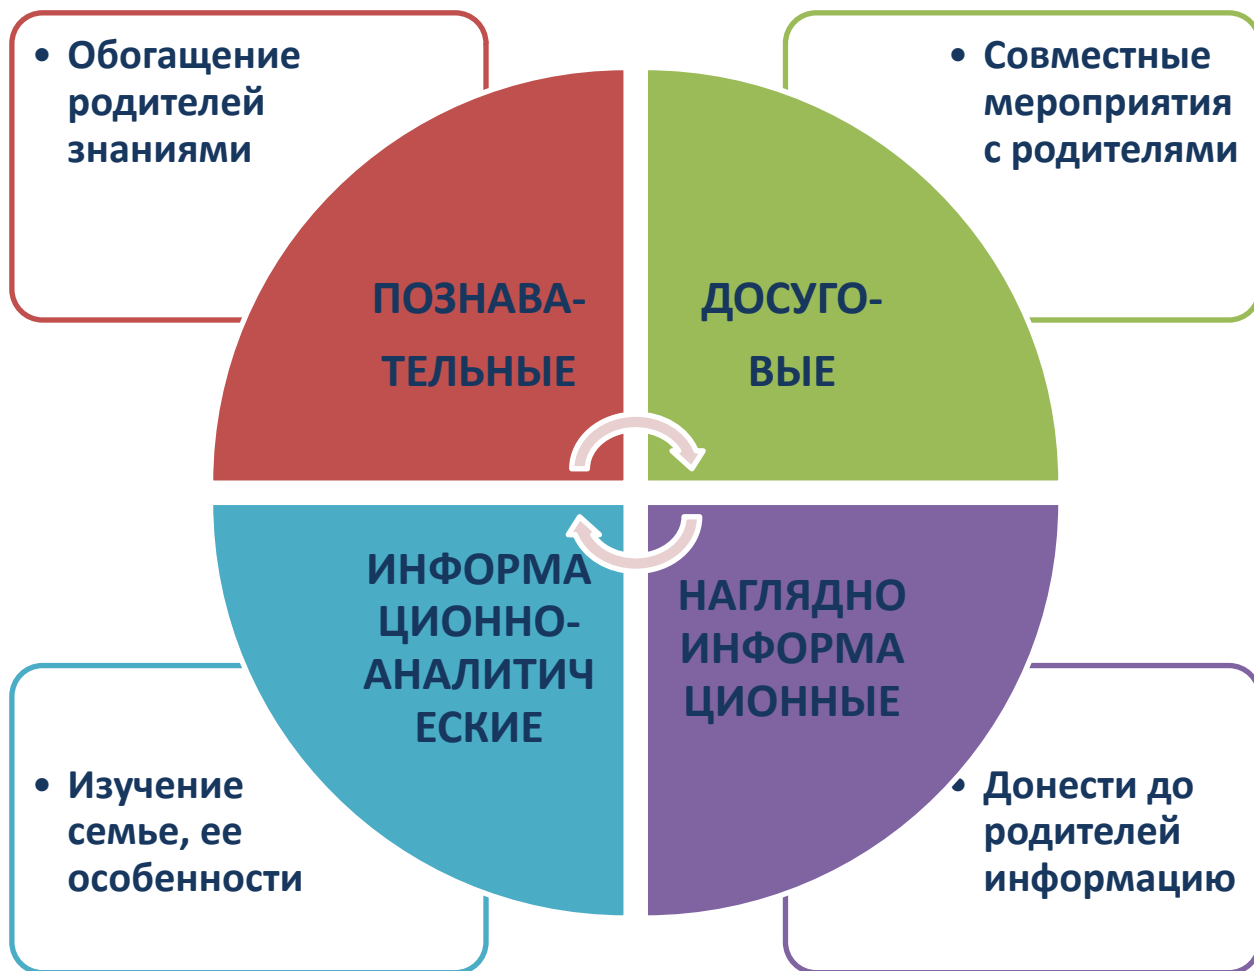 • Обогащение
родителей
знаниями
• Совместные
мероприятия
с родителями
ПОЗНАВА-
ТЕЛЬНЫЕ
ДОСУГО-
ВЫЕ
ИНФОРМА
ЦИОННО-
АНАЛИТИЧ
ЕСКИЕ
НАГЛЯДНО
ИНФОРМА
ЦИОННЫЕ
• Изучение
семье, ее
особенности
• Донести до
родителей
информацию